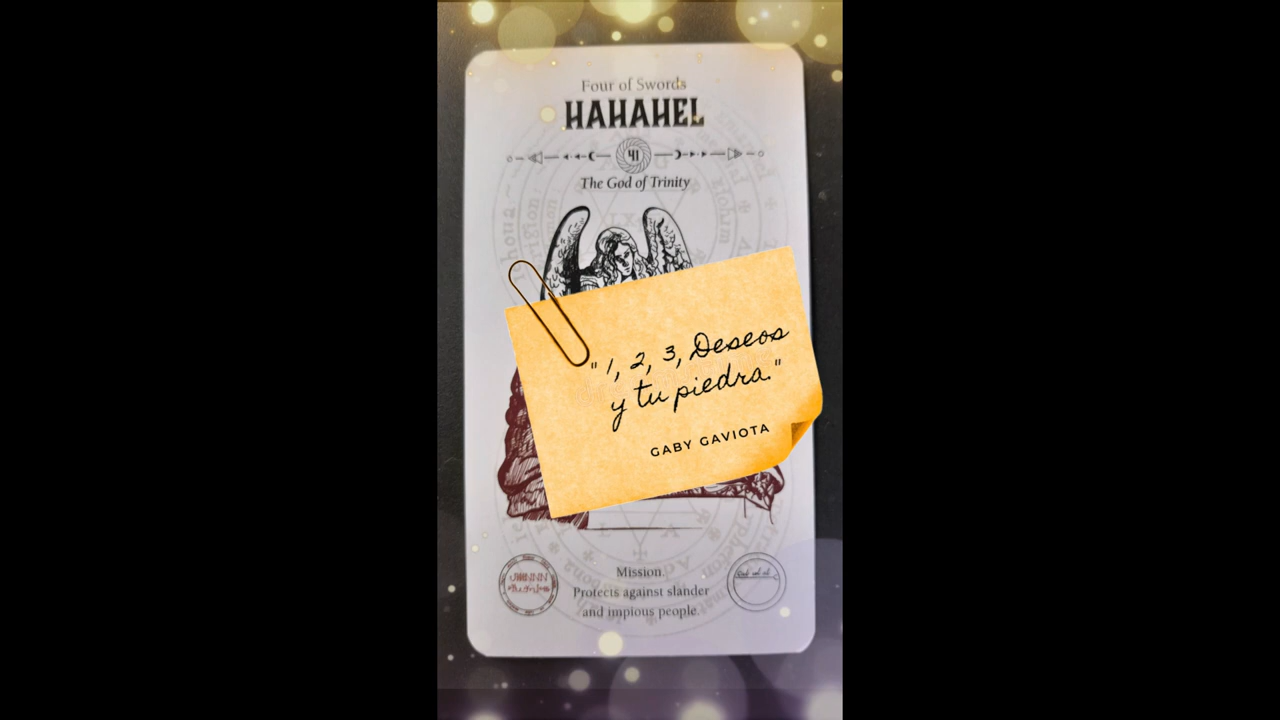 Four of Swords
HAHAHEL
41
The God of Trinity
" 1, 2, 3, Deseos
y tu piedra."
GABY GAVIOTA
Mission.
Protects against slander
and impious people.